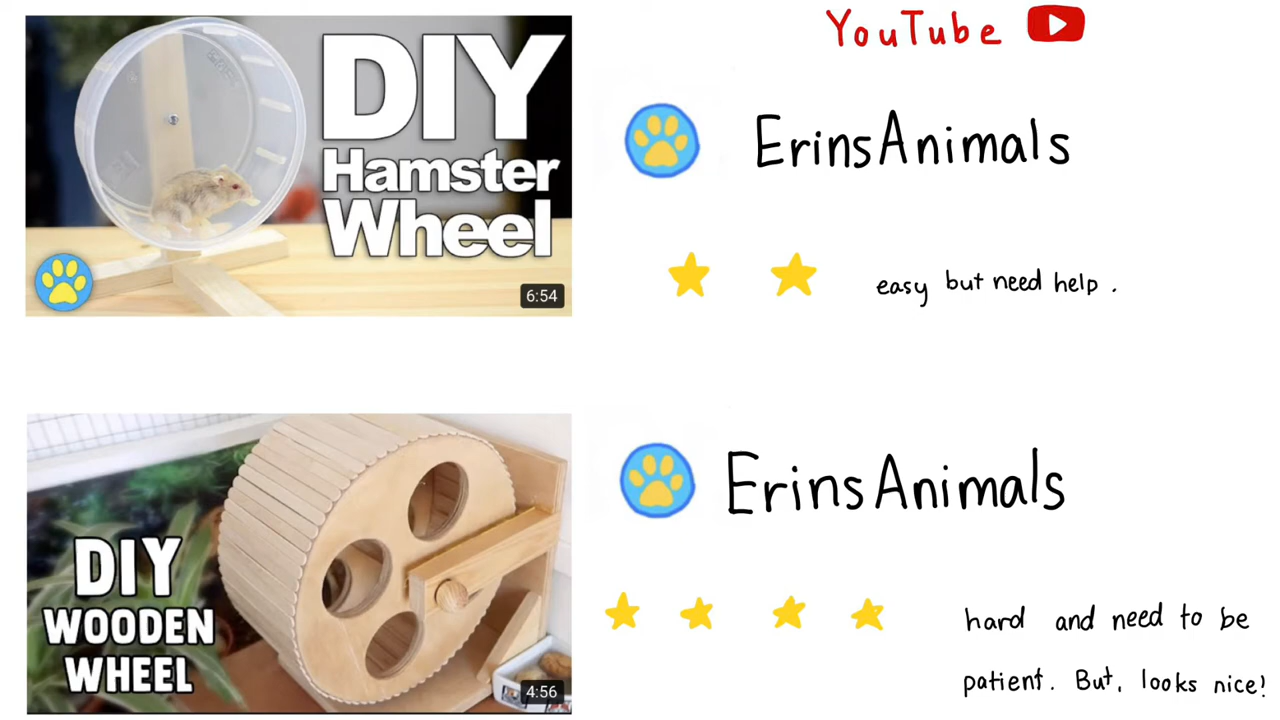 YouTube
DIY
Hamster
Wheel
6:54
ErinsAnimals
easy but need help.
DIY
WOODEN
WHEEL
4:56
ErinsAnimals
hard and need to be
patient. But, looks nice!